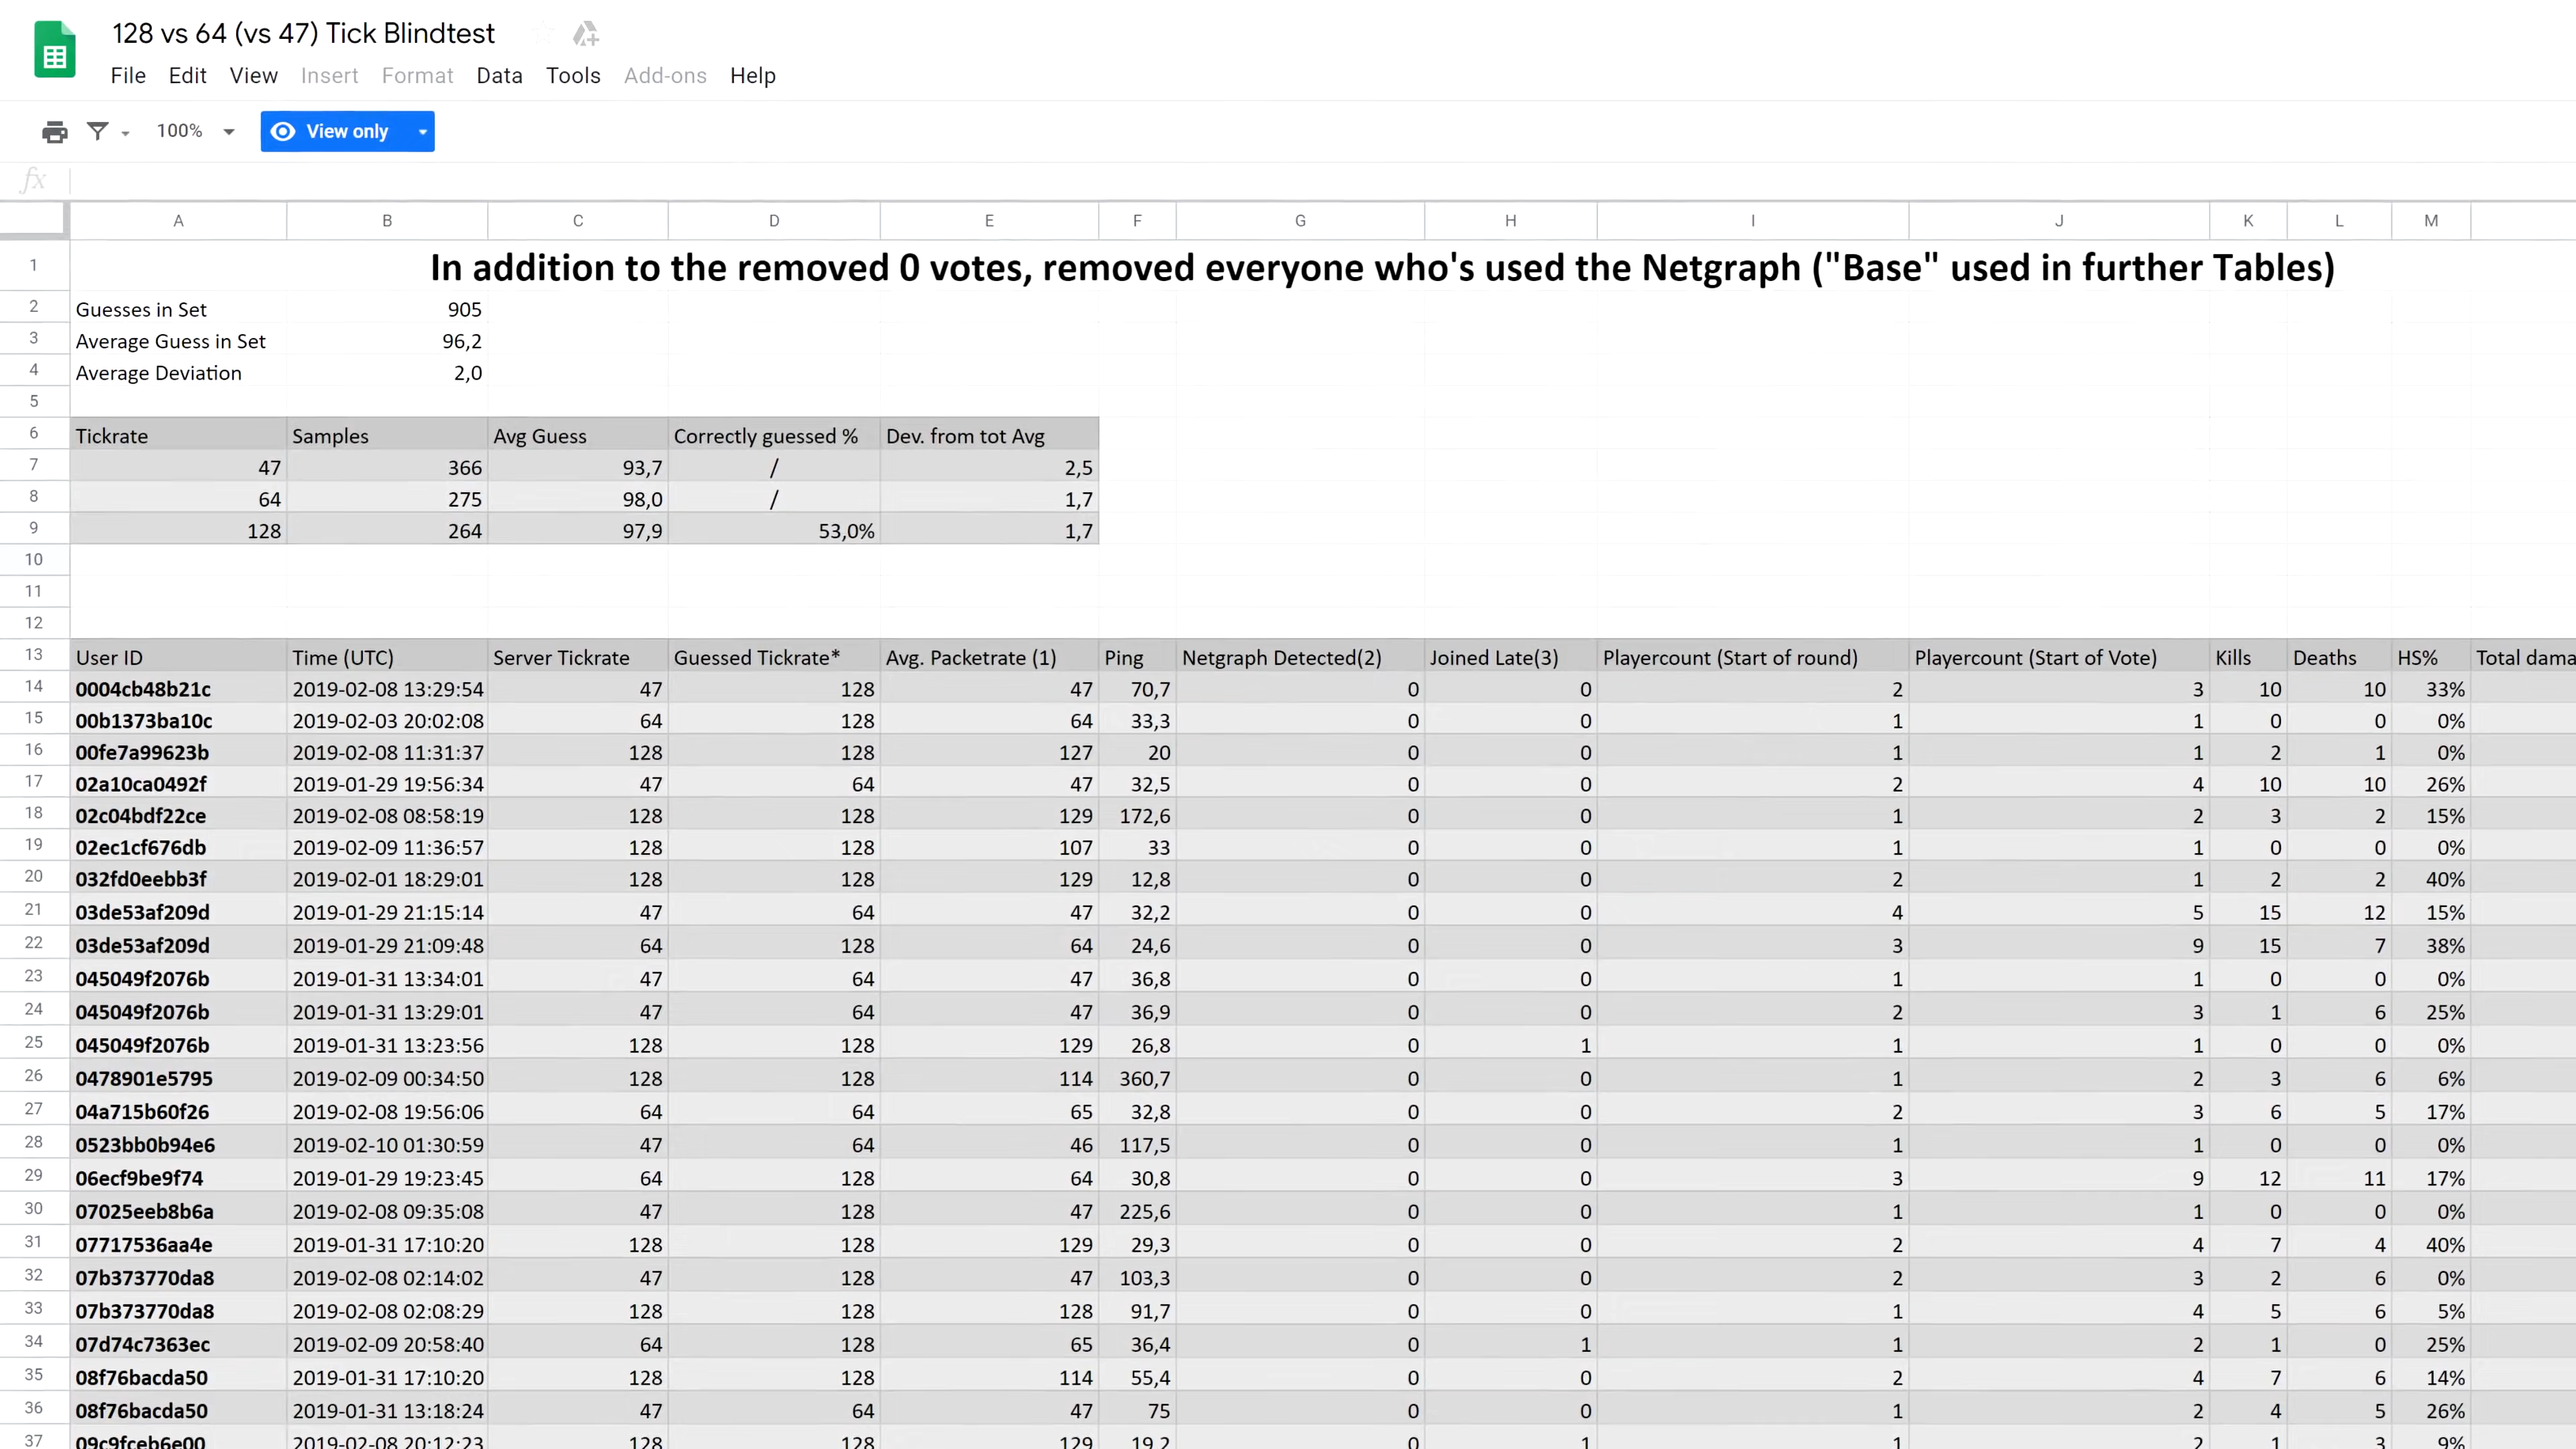 128 vs 64 (vs 47) Tick Blindtest
File Edit View Insert Format Data Tools Add-ons Help
100% View only
fx
A B C D E F G H I J K L M
1 In addition to the removed 0 votes, removed everyone who's used the Netgraph ("Base" used in further Tables)
2 Guesses in Set 905
3 Average Guess in Set 96,2
4 Average Deviation 2,0
5
6 Tickrate Samples Avg Guess Correctly guessed % Dev. from tot Avg
7 47 366 93,7 / 2,5
8 64 275 98,0 / 1,7
9 128 264 97,9 53,0% 1,7
10
11
12
13 User ID Time (UTC) Server Tickrate Guessed Tickrate* Avg. Packetrate (1) Ping Netgraph Detected(2) Joined Late(3) Playercount (Start of round) Playercount (Start of Vote) Kills Deaths HS% Total dama
14 0004cb48b21c 2019-02-08 13:29:54 47 128 47 70,7 0 0 2 3 10 10 33%
15 00b1373ba10c 2019-02-03 20:02:08 64 128 64 33,3 0 0 1 1 0 0 0%
16 00fe7a99623b 2019-02-08 11:31:37 128 128 127 20 0 0 1 1 2 1 0%
17 02a10ca0492f 2019-01-29 19:56:34 47 64 47 32,5 0 0 2 4 10 10 26%
18 02c04bdf22ce 2019-02-08 08:58:19 128 128 129 172,6 0 0 1 2 3 2 15%
19 02ec1cf676db 2019-02-09 11:36:57 128 128 107 33 0 0 1 1 0 0 0%
20 032fd0eebb3f 2019-02-01 18:29:01 128 128 129 12,8 0 0 2 1 2 2 40%
21 03de53af209d 2019-01-29 21:15:14 47 64 47 32,2 0 0 4 5 15 12 15%
22 03de53af209d 2019-01-29 21:09:48 64 128 64 24,6 0 0 3 9 15 7 38%
23 045049f2076b 2019-01-31 13:34:01 47 64 47 36,8 0 0 1 1 0 0 0%
24 045049f2076b 2019-01-31 13:29:01 47 64 47 36,9 0 0 2 3 1 6 25%
25 045049f2076b 2019-01-31 13:23:56 128 128 129 26,8 0 1 1 1 0 0 0%
26 0478901e5795 2019-02-09 00:34:50 128 128 114 360,7 0 0 1 2 3 6 6%
27 04a715b60f26 2019-02-08 19:56:06 64 64 65 32,8 0 0 2 3 6 5 17%
28 0523bb0b94e6 2019-02-10 01:30:59 47 64 46 117,5 0 0 1 1 0 0 0%
29 06ecf9be9f74 2019-01-29 19:23:45 64 128 64 30,8 0 0 3 9 12 11 17%
30 07025eeb8b6a 2019-02-08 09:35:08 47 128 47 225,6 0 0 1 1 0 0 0%
31 07717536aa4e 2019-01-31 17:10:20 128 128 129 29,3 0 0 2 4 7 4 40%
32 07b373770da8 2019-02-08 02:14:02 47 128 47 103,3 0 0 2 3 2 6 0%
33 07b373770da8 2019-02-08 02:08:29 128 128 128 91,7 0 0 1 4 5 6 5%
34 07d74c7363ec 2019-02-09 20:58:40 64 128 65 36,4 0 1 1 2 1 0 25%
35 08f76bacda50 2019-01-31 17:10:20 128 128 114 55,4 0 0 2 4 7 6 14%
36 08f76bacda50 2019-01-31 13:18:24 47 64 47 75 0 0 1 2 4 5 26%
37 09c9fceb6e00 2019-02-08 20:12:23 128 128 129 19,2 0 1 1 2 1 3 9%